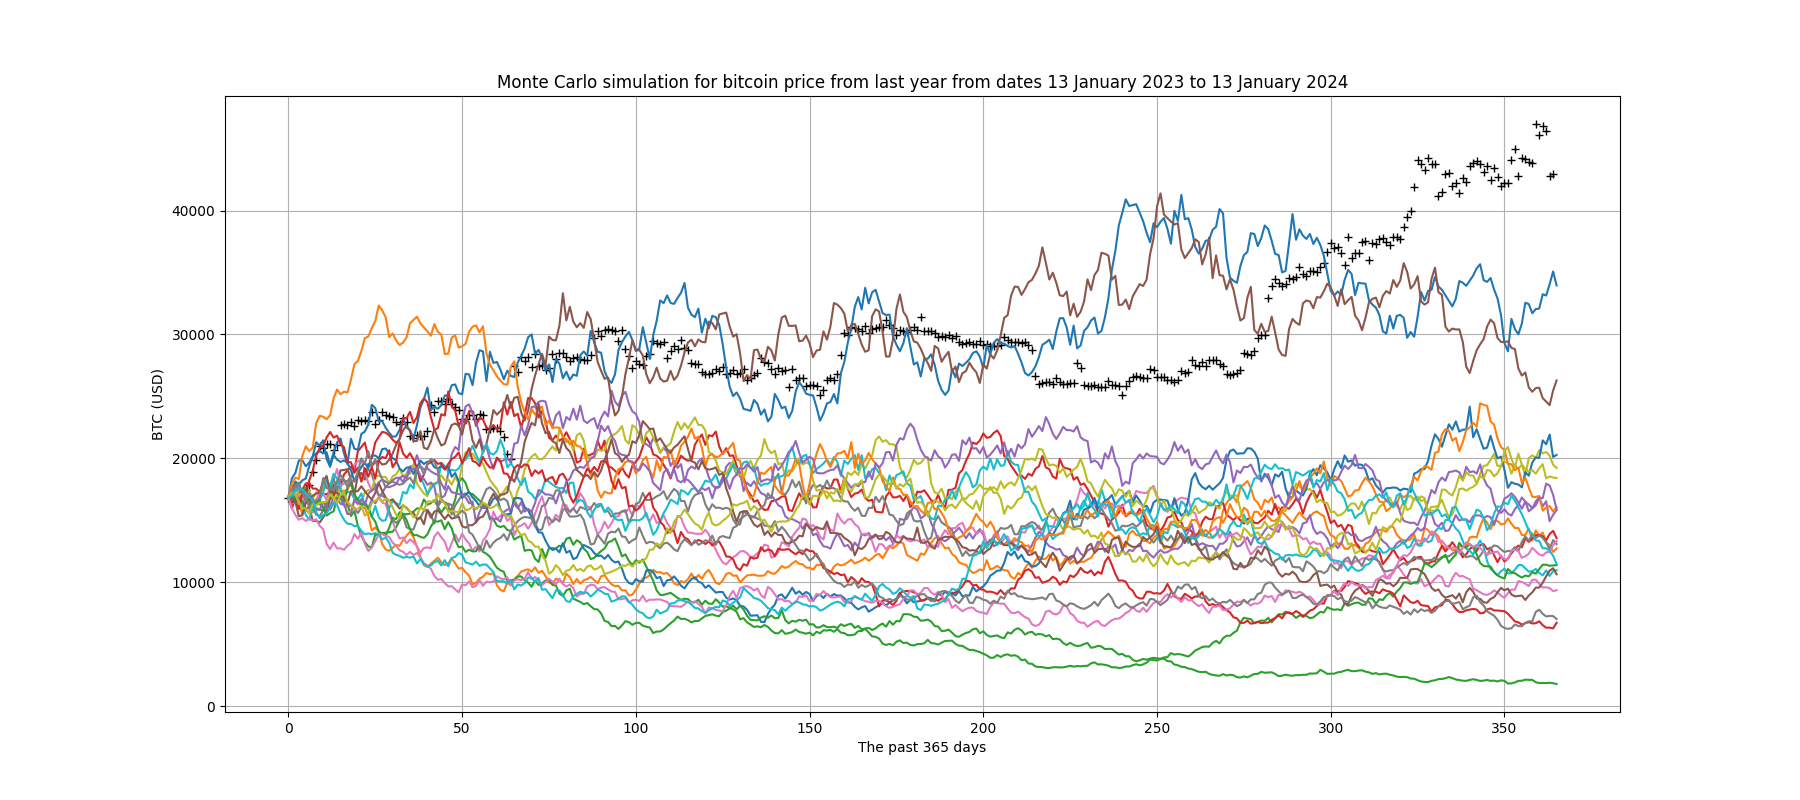 Monte Carlo simulation for bitcoin price from last year from dates 13 January 2023 to 13 January 2024
BTC (USD)
40000
30000
20000
10000
0
0 50 100 150 200 250 300 350
The past 365 days